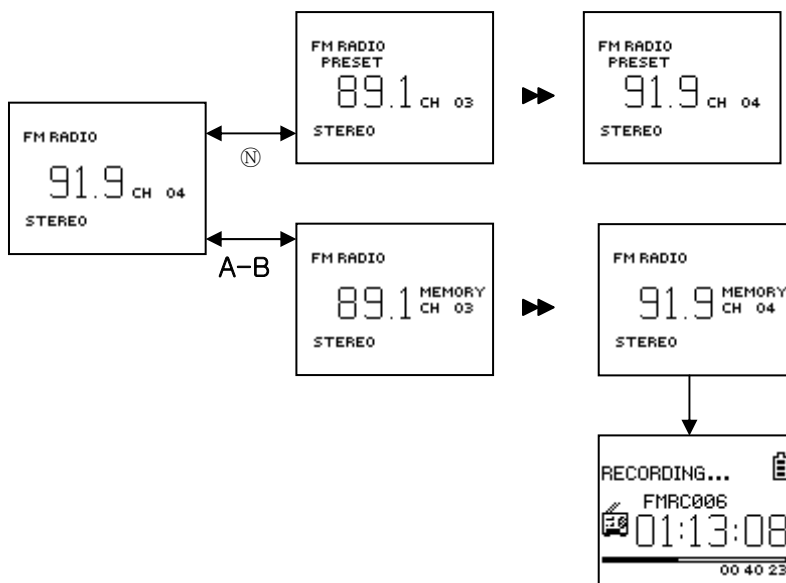 FM RADIO
91.9 CH 04
STEREO
Ⓝ
A-B
FM RADIO
PRESET
89.1 CH 03
STEREO
FM RADIO
PRESET
91.9 CH 04
STEREO
FM RADIO
89.1 MEMORY
CH 03
STEREO
FM RADIO
91.9 MEMORY
CH 04
STEREO
RECORDING...
FMRC006
01:13:08
00 40 23